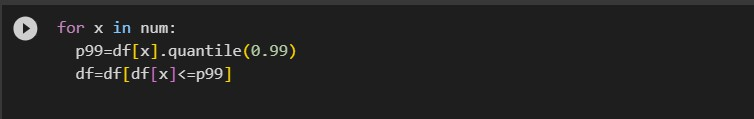 for x in num:
  p99=df[x].quantile(0.99)
  df=df[df[x]<=p99]